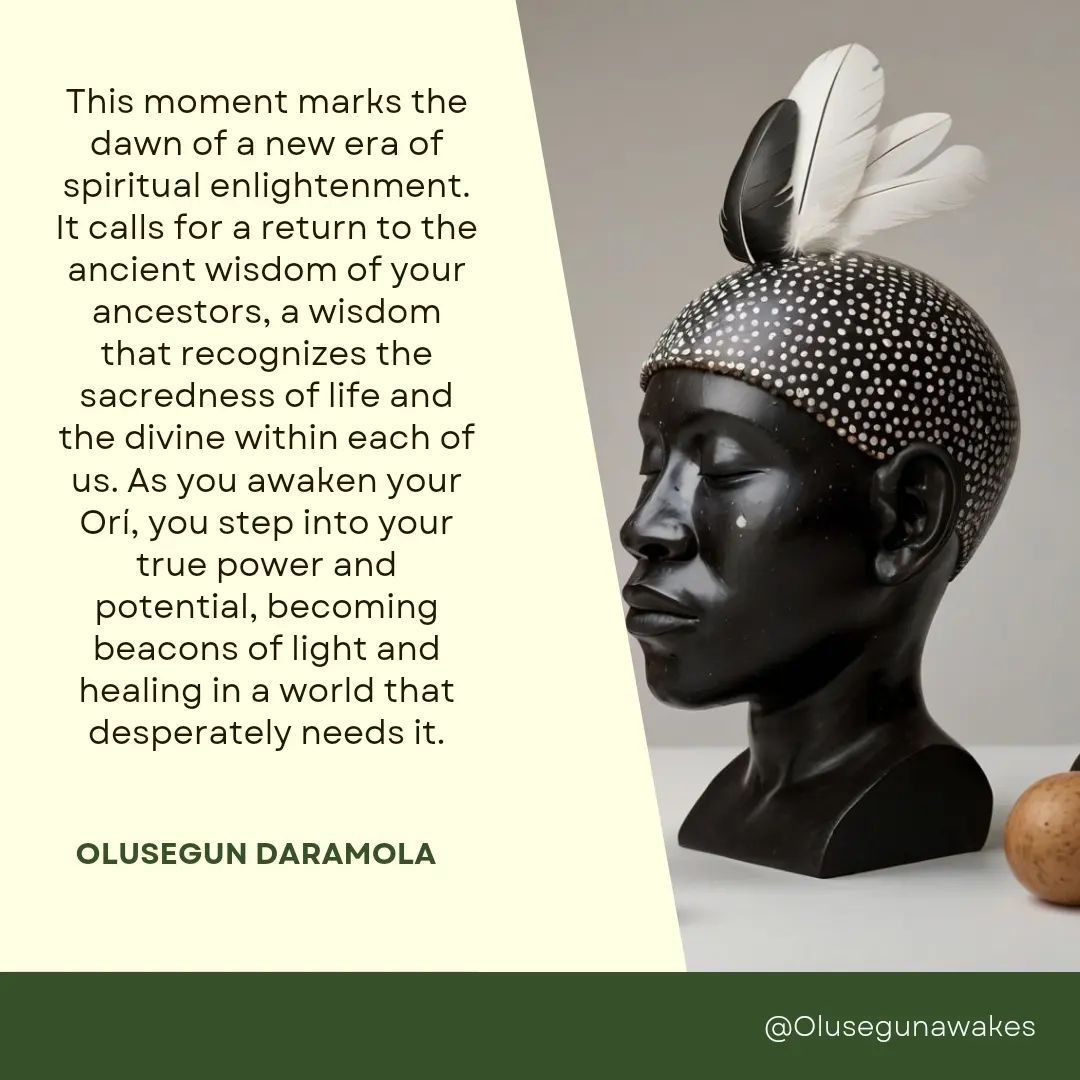 This moment marks the
dawn of a new era of
spiritual enlightenment.
It calls for a return to the
ancient wisdom of your
ancestors, a wisdom
that recognizes the
sacredness of life and
the divine within each of
us. As you awaken your
Orí, you step into your
true power and
potential, becoming
beacons of light and
healing in a world that
desperately needs it.
OLUSEGUN DARAMOLA
@Olusegunawakes